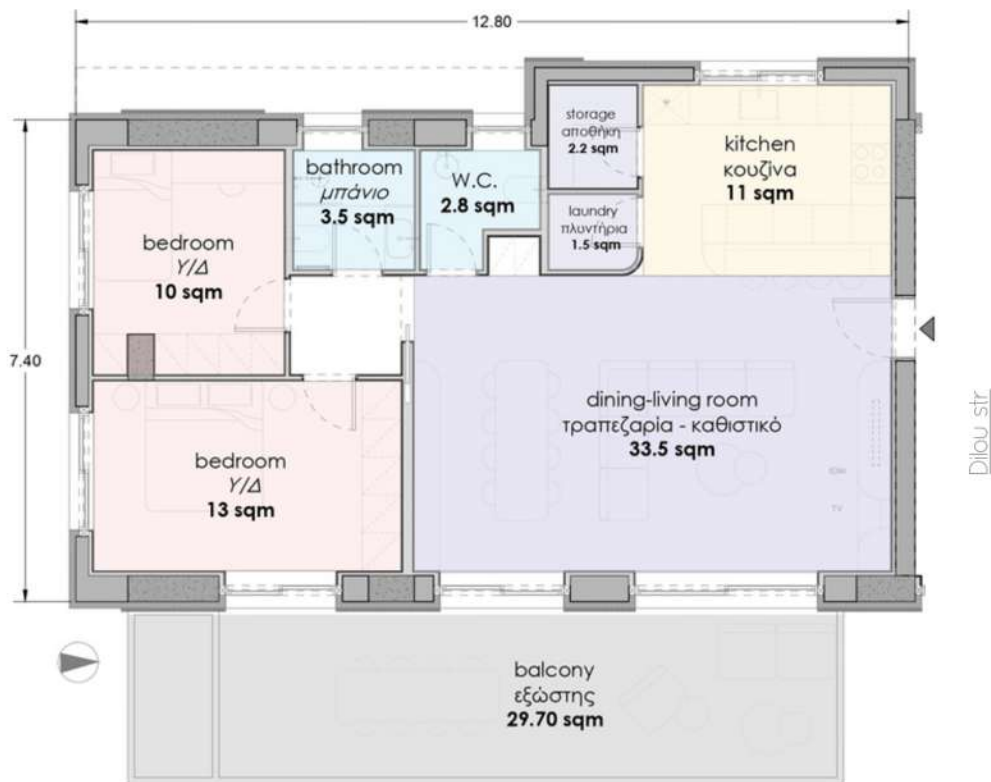 12.80
7.40
storage
αποθήκη
2.2 sqm
kitchen
κουζίνα
11 sqm
bathroom
μπάνιο
3.5 sqm
W.C.
2.8 sqm
laundry
πλυντήρια
1.5 sqm
bedroom
Υ/Δ
10 sqm
dining-living room
τραπεζαρία - καθιστικό
33.5 sqm
bedroom
Υ/Δ
13 sqm
TV
Dilou str
balcony
εξώστης
29.70 sqm